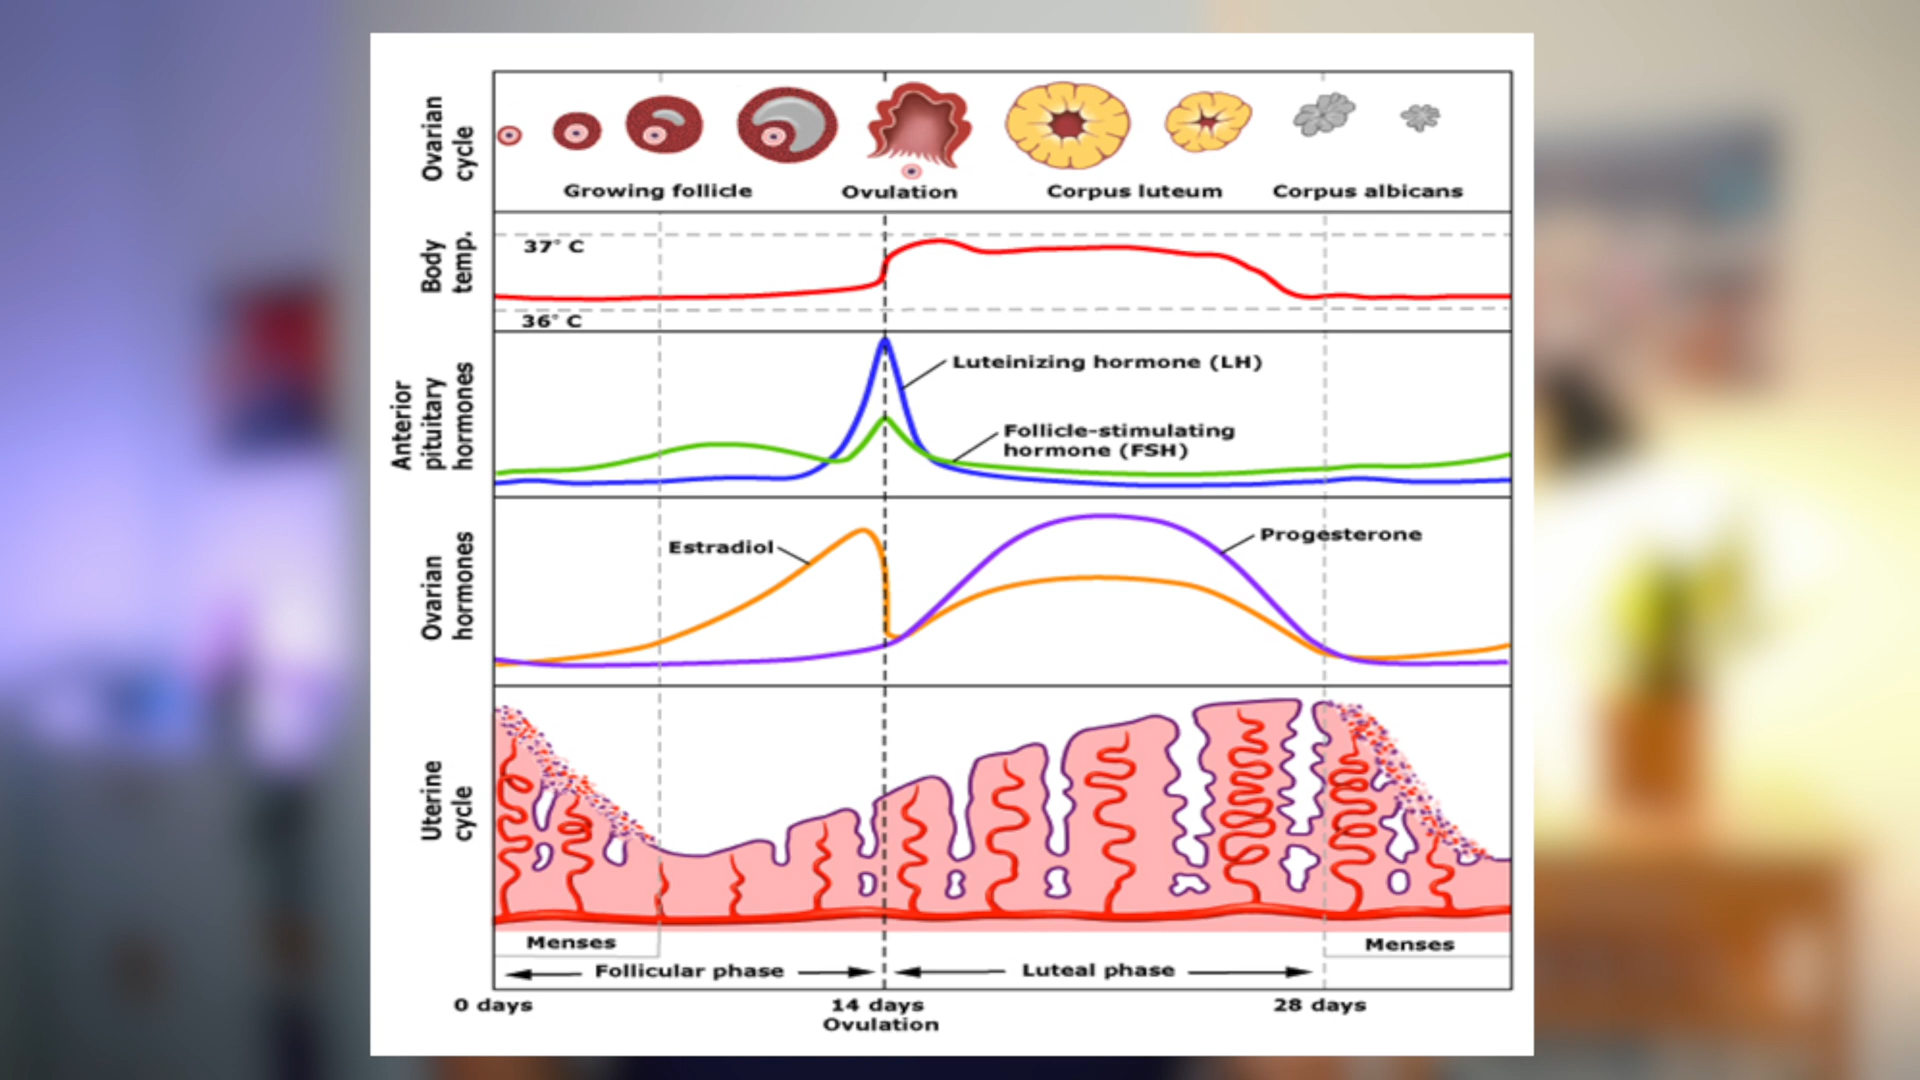 Ovarian
cycle
Growing follicle
Ovulation
Corpus luteum
Corpus albicans
Body
temp.
37° C
36° C
Anterior
pituitary
hormones
Luteinizing hormone (LH)
Follicle-stimulating
hormone (FSH)
Ovarian
hormones
Estradiol
Progesterone
Uterine
cycle
Menses
Menses
Follicular phase
Luteal phase
0 days
14 days
28 days
Ovulation